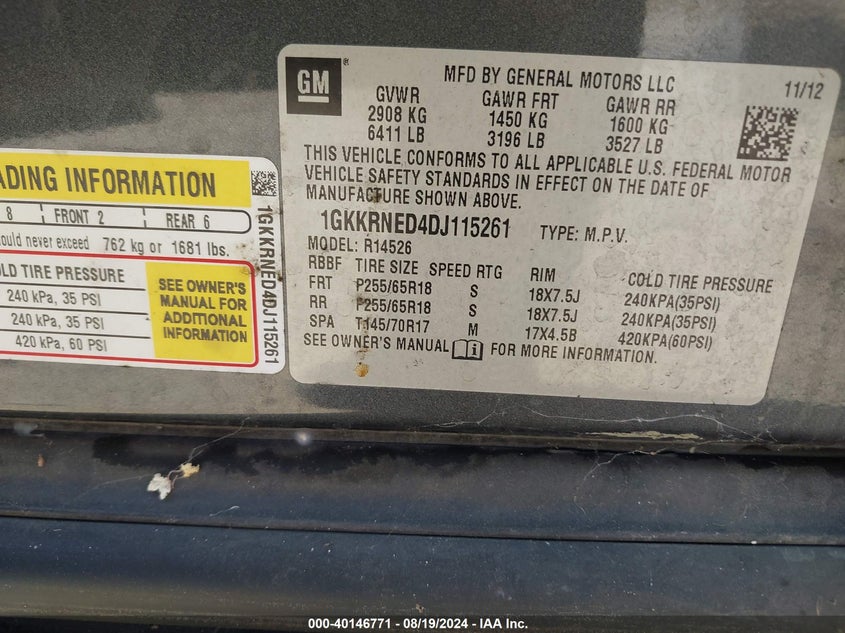 GM ®
MFD BY GENERAL MOTORS LLC 11/12
GVWR GAWR FRT GAWR RR
2908 KG 1450 KG 1600 KG
6411 LB 3196 LB 3527 LB
THIS VEHICLE CONFORMS TO ALL APPLICABLE U.S. FEDERAL MOTOR
VEHICLE SAFETY STANDARDS IN EFFECT ON THE DATE OF
MANUFACTURE SHOWN ABOVE.
1GKKRNED4DJ115261 TYPE: M.P.V.
MODEL: R14526
RBBF TIRE SIZE SPEED RTG RIM COLD TIRE PRESSURE
FRT P255/65R18 S 18X7.5J 240KPA(35PSI)
RR P255/65R18 S 18X7.5J 240KPA(35PSI)
SPA T145/70R17 M 17X4.5B 420KPA(60PSI)
SEE OWNER'S MANUAL FOR MORE INFORMATION.
ADING INFORMATION
8 FRONT 2 REAR 6
ould never exceed 762 kg or 1681 lbs.
OLD TIRE PRESSURE
240 kPa, 35 PSI
240 kPa, 35 PSI
420 kPa, 60 PSI
SEE OWNER'S
MANUAL FOR
ADDITIONAL
INFORMATION
1GKKRNED4DJ115261
000-40146771 - 08/19/2024 - IAA Inc.